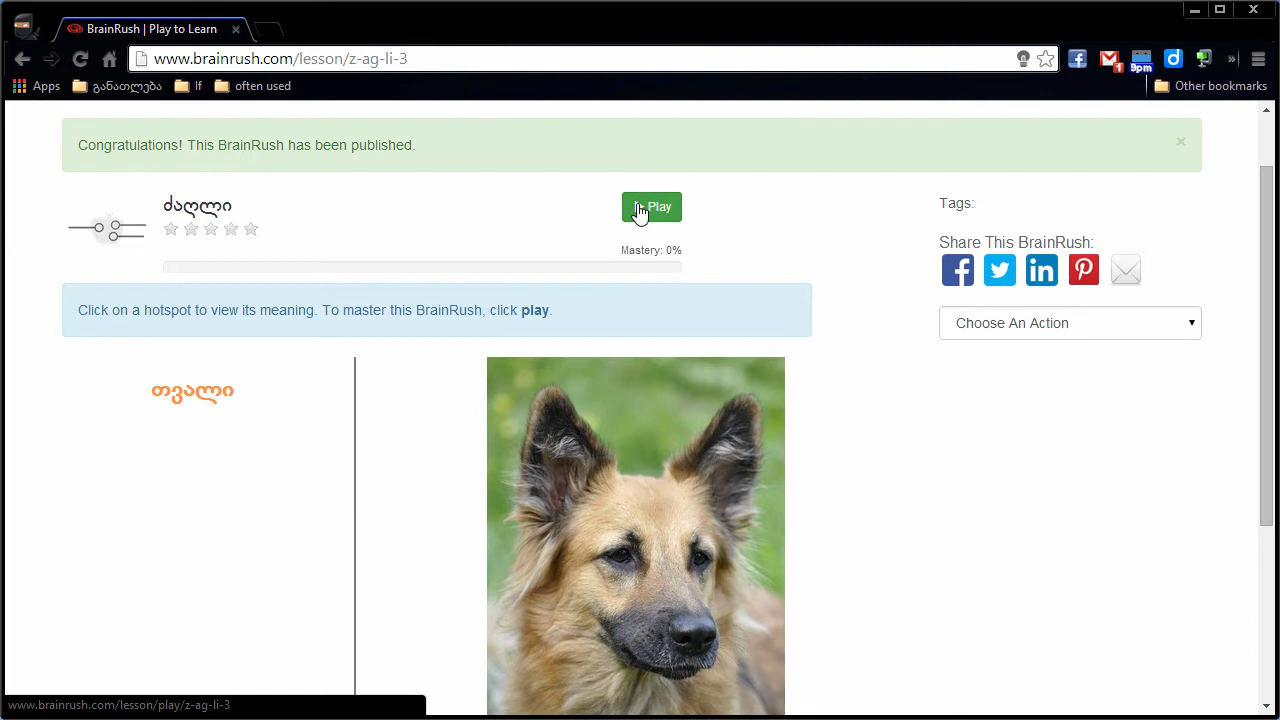 BrainRush | Play to Learn
www.brainrush.com/lesson/z-ag-li-3
1
9pm
Apps
განათლება
If
often used
Other bookmarks
Congratulations! This BrainRush has been published.
ძაღლი
Play
Mastery: 0%
Tags:
Share This BrainRush:
Click on a hotspot to view its meaning. To master this BrainRush, click play.
Choose An Action
თვალი
www.brainrush.com/lesson/play/z-ag-li-3